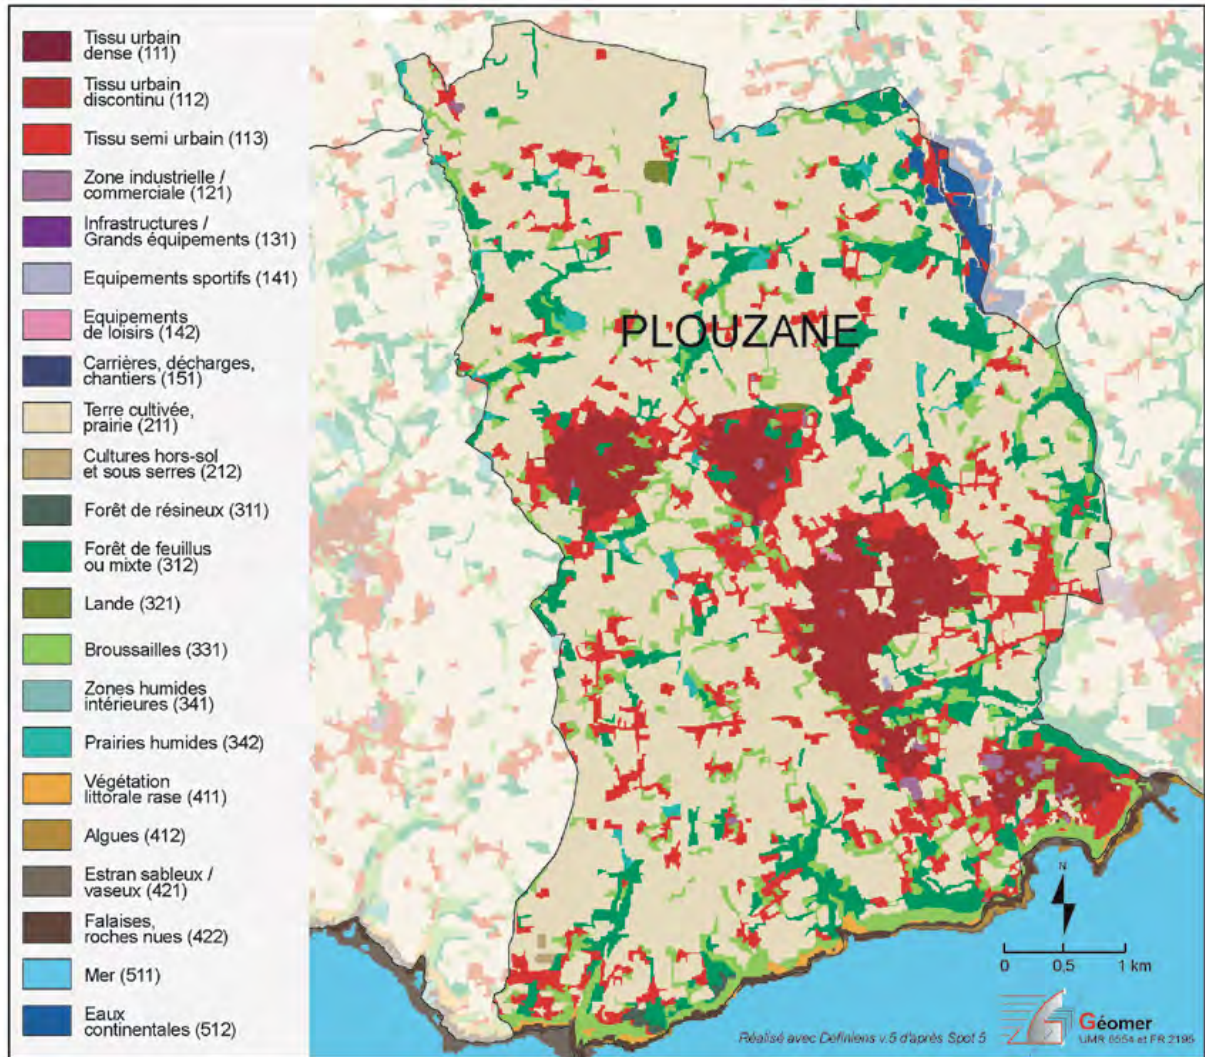 Tissu urbain
dense (111)
Tissu urbain
discontinu (112)
Tissu semi urbain (113)
Zone industrielle /
commerciale (121)
Infrastructures /
Grands équipements (131)
Equipements sportifs (141)
Equipements
de loisirs (142)
Carrières, décharges,
chantiers (151)
Terre cultivée,
prairie (211)
Cultures hors-sol
et sous serres (212)
Forêt de résineux (311)
Forêt de feuillus
ou mixte (312)
Lande (321)
Broussailles (331)
Zones humides
intérieures (341)
Prairies humides (342)
Végétation
littorale rase (411)
Algues (412)
Estran sableux /
vaseux (421)
Falaises,
roches nues (422)
Mer (511)
Eaux
continentales (512)
PLOUZANE
N
0 0,5 1 km
Réalisé avec Definiens v.5 d'après Spot 5
Géomer
UMR 6554 et FR 2195